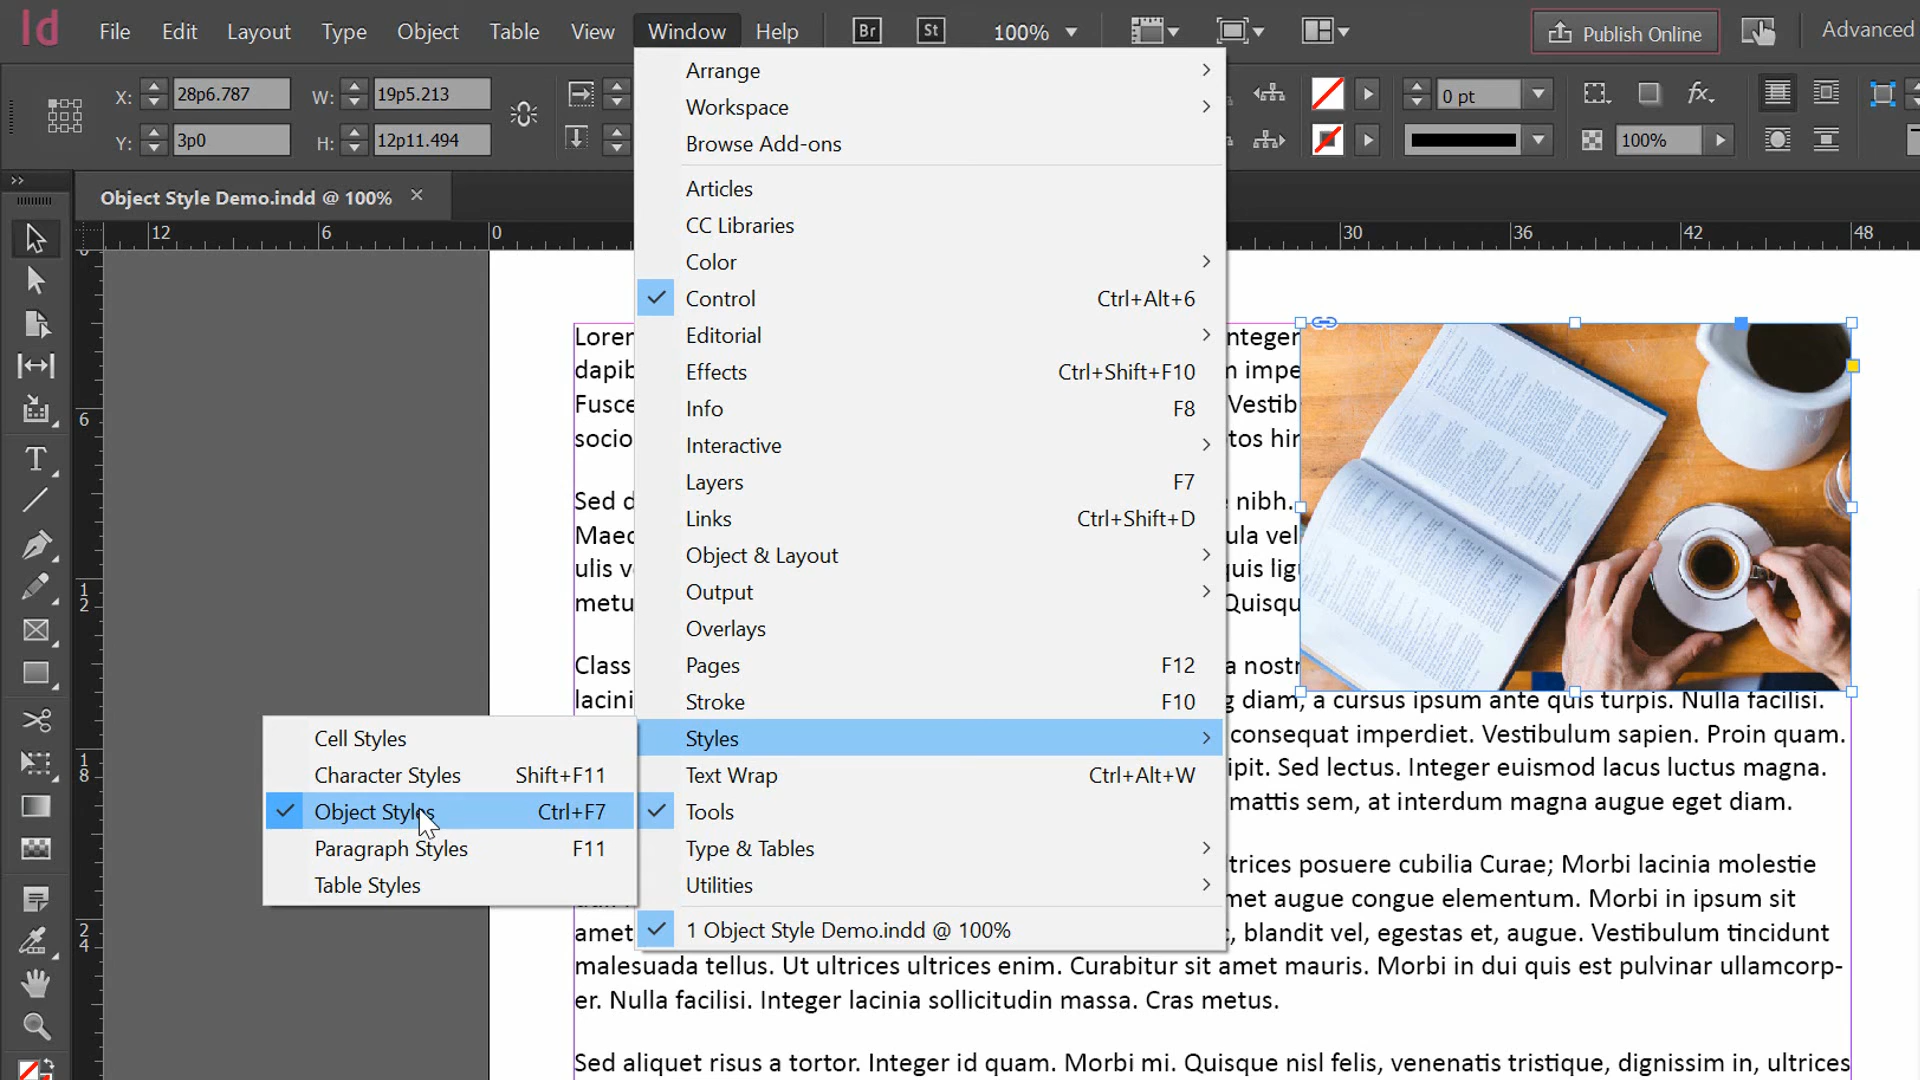 Id File Edit Layout Type Object Table View Window Help Br St 100% Publish Online Advanced
X: 28p6.787 W: 19p5.213 0 pt fx.
Y: 3p0 H: 12p11.494 100%
Object Style Demo.indd @ 100% ×
12 6 0 30 36 42 48
6
12
18
24
T
Arrange
Workspace
Browse Add-ons
Articles
CC Libraries
Color
Control Ctrl+Alt+6
Editorial
Effects Ctrl+Shift+F10
Info F8
Interactive
Layers F7
Links Ctrl+Shift+D
Object & Layout
Output
Overlays
Pages F12
Stroke F10
Styles
Text Wrap Ctrl+Alt+W
Tools
Type & Tables
Utilities
1 Object Style Demo.indd @ 100%
Cell Styles
Character Styles Shift+F11
Object Styles Ctrl+F7
Paragraph Styles F11
Table Styles
Lorem nteger
dapib m impe
Fusce Vestib
socio tos hin
Sed d e nibh.
Maec ula vel
ulis v quis ligu
metu Quisqu
Class a nostr
lacini g diam, a cursus ipsum ante quis turpis. Nulla facilisi.
consequat imperdiet. Vestibulum sapien. Proin quam.
ipit. Sed lectus. Integer euismod lacus luctus magna.
mattis sem, at interdum magna augue eget diam.
trices posuere cubilia Curae; Morbi lacinia molestie
met augue congue elementum. Morbi in ipsum sit
amet , blandit vel, egestas et, augue. Vestibulum tincidunt
malesuada tellus. Ut ultrices ultrices enim. Curabitur sit amet mauris. Morbi in dui quis est pulvinar ullamcorp-
er. Nulla facilisi. Integer lacinia sollicitudin massa. Cras metus.
Sed aliquet risus a tortor. Integer id quam. Morbi mi. Quisque nisl felis, venenatis tristique, dignissim in, ultrices